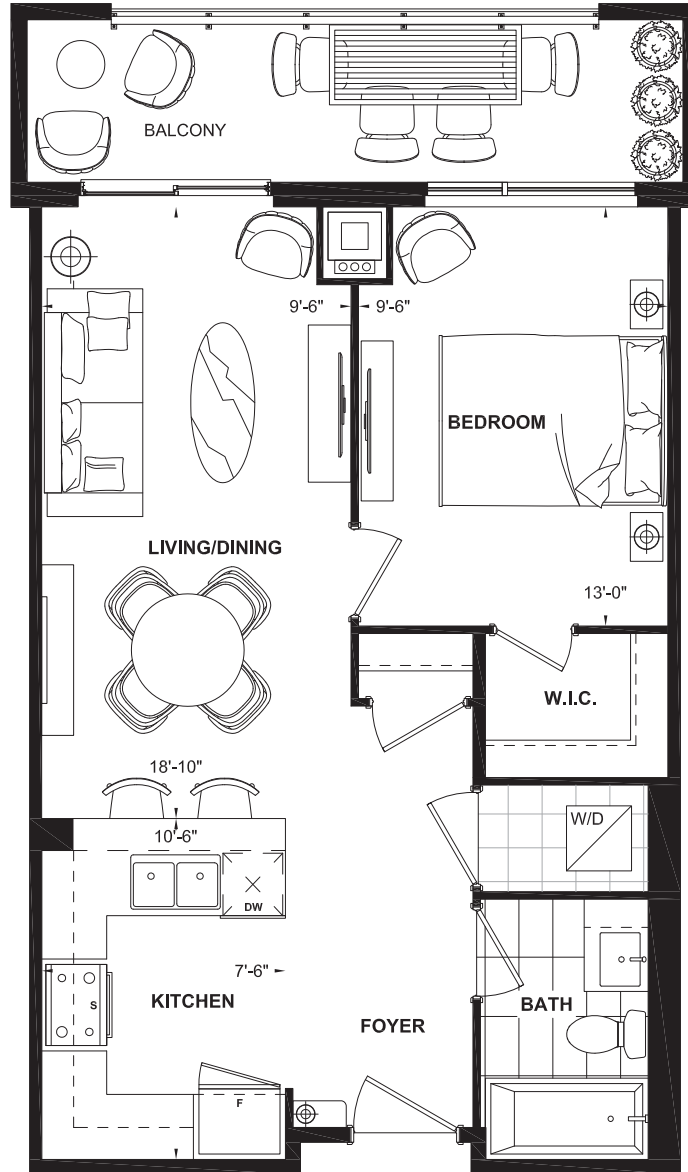 BALCONY
9'-6" 9'-6"
BEDROOM
LIVING/DINING
13'-0"
W.I.C.
18'-10"
10'-6"
W/D
DW
7'-6"
S
KITCHEN
BATH
FOYER
F